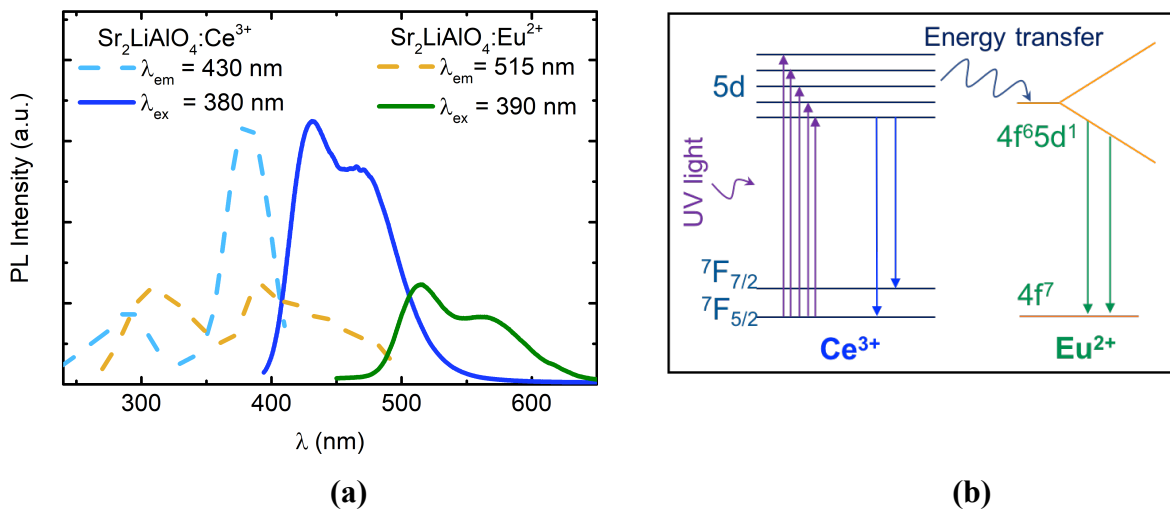 Sr₂LiAlO₄:Ce³⁺
λem = 430 nm
λex = 380 nm
Sr₂LiAlO₄:Eu²⁺
λem = 515 nm
λex = 390 nm
PL Intensity (a.u.)
300 400 500 600
λ (nm)
(a)
Energy transfer
5d
4f⁶5d¹
UV light
⁷F₇/₂
⁷F₅/₂
4f⁷
Ce³⁺
Eu²⁺
(b)